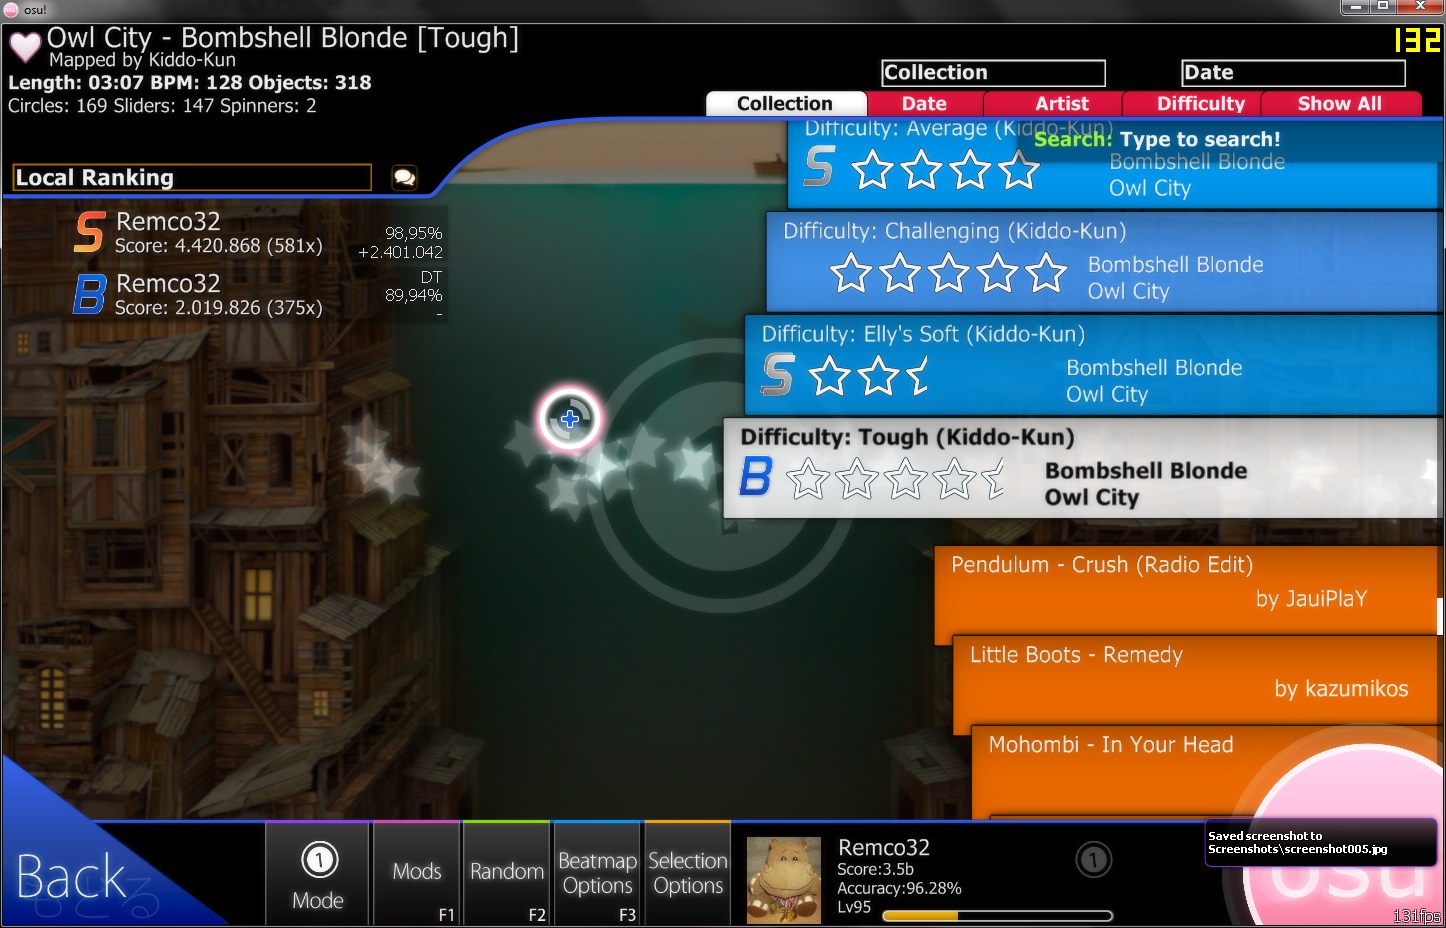 osu!
Owl City - Bombshell Blonde [Tough]
Mapped by Kiddo-Kun
Length: 03:07 BPM: 128 Objects: 318
Circles: 169 Sliders: 147 Spinners: 2
132
Collection
Date
Collection
Date
Artist
Difficulty
Show All
Search: Type to search!
Local Ranking
S
Remco32
Score: 4.420.868 (581x)
98,95%
+2.401.042
B
Remco32
Score: 2.019.826 (375x)
DT
89,94%
-
Difficulty: Average (Kiddo-Kun)
S
Bombshell Blonde
Owl City
Difficulty: Challenging (Kiddo-Kun)
Bombshell Blonde
Owl City
Difficulty: Elly's Soft (Kiddo-Kun)
S
Bombshell Blonde
Owl City
Difficulty: Tough (Kiddo-Kun)
B
Bombshell Blonde
Owl City
Pendulum - Crush (Radio Edit)
by JauiPlaY
Little Boots - Remedy
by kazumikos
Mohombi - In Your Head
Back
1
Mode
Mods
F1
Random
F2
Beatmap
Options
F3
Selection
Options
Remco32
Score:3.5b
Accuracy:96.28%
Lv95
1
Saved screenshot to
Screenshots\screenshot005.jpg
osu
131fps